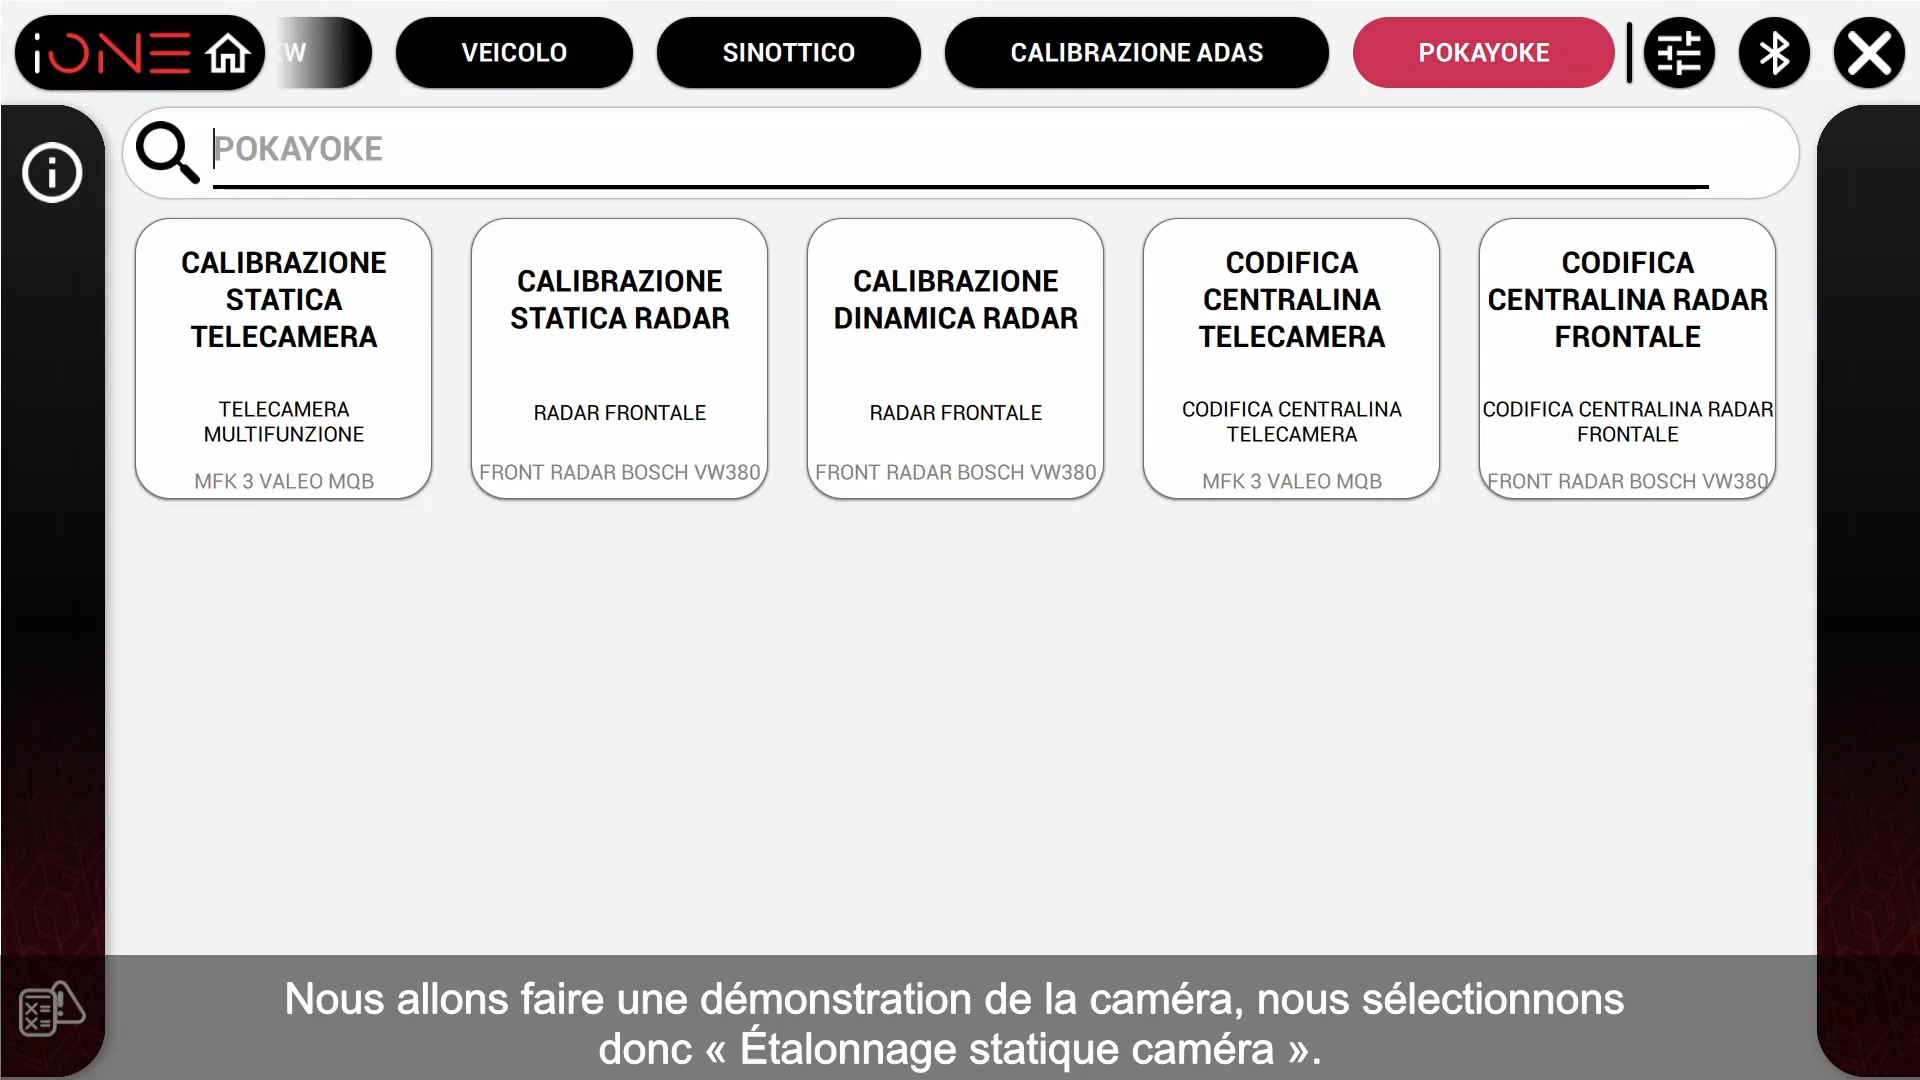 iONE
KW
VEICOLO
SINOTTICO
CALIBRAZIONE ADAS
POKAYOKE
POKAYOKE
CALIBRAZIONE
STATICA
TELECAMERA
TELECAMERA
MULTIFUNZIONE
MFK 3 VALEO MQB
CALIBRAZIONE
STATICA RADAR
RADAR FRONTALE
FRONT RADAR BOSCH VW380
CALIBRAZIONE
DINAMICA RADAR
RADAR FRONTALE
FRONT RADAR BOSCH VW380
CODIFICA
CENTRALINA
TELECAMERA
CODIFICA CENTRALINA
TELECAMERA
MFK 3 VALEO MQB
CODIFICA
CENTRALINA RADAR
FRONTALE
CODIFICA CENTRALINA RADAR
FRONTALE
FRONT RADAR BOSCH VW380
Nous allons faire une démonstration de la caméra, nous sélectionnons
donc « Étalonnage statique caméra ».